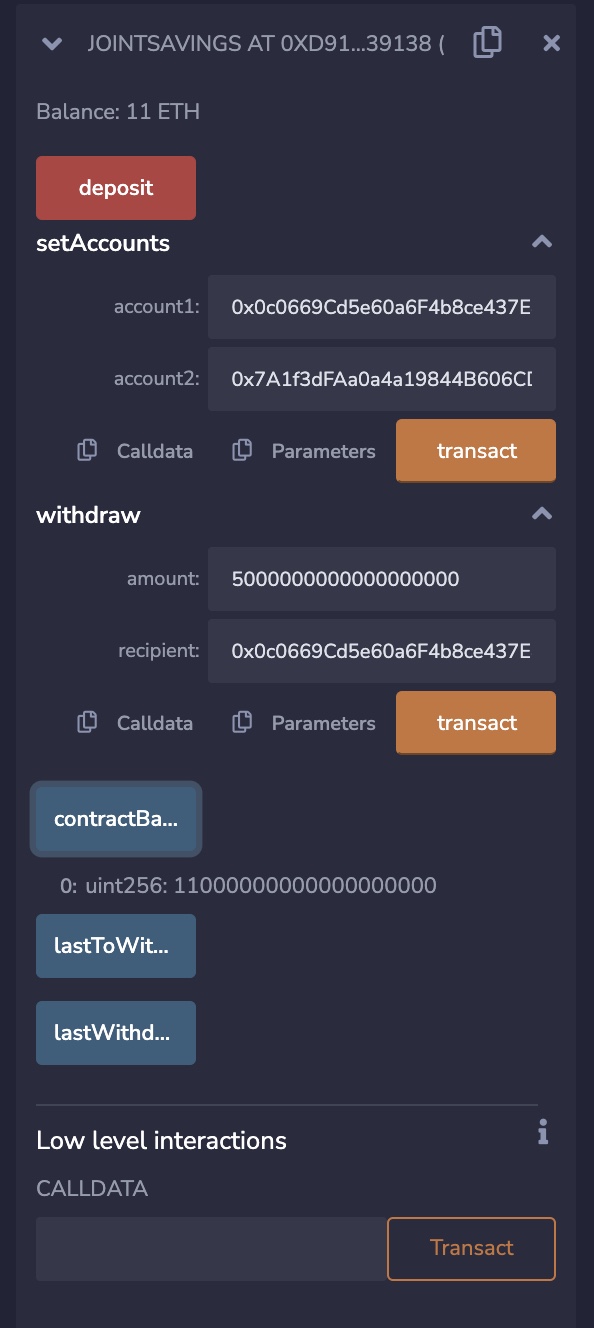 JOINTSAVINGS AT 0XD91...39138 (
Balance: 11 ETH
deposit
setAccounts
account1: 0x0c0669Cd5e60a6F4b8ce437E
account2: 0x7A1f3dFAa0a4a19844B606CD
Calldata Parameters transact
withdraw
amount: 5000000000000000000
recipient: 0x0c0669Cd5e60a6F4b8ce437E
Calldata Parameters transact
contractBa...
0: uint256: 11000000000000000000
lastToWit...
lastWithd...
Low level interactions
CALLDATA
Transact